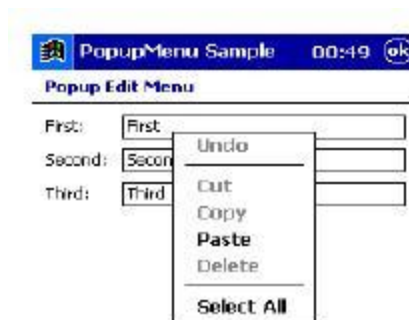 PopupMenu Sample 00:49 ok
Popup Edit Menu
First: First
Second: Secon
Third: Third
Undo
Cut
Copy
Paste
Delete
Select All